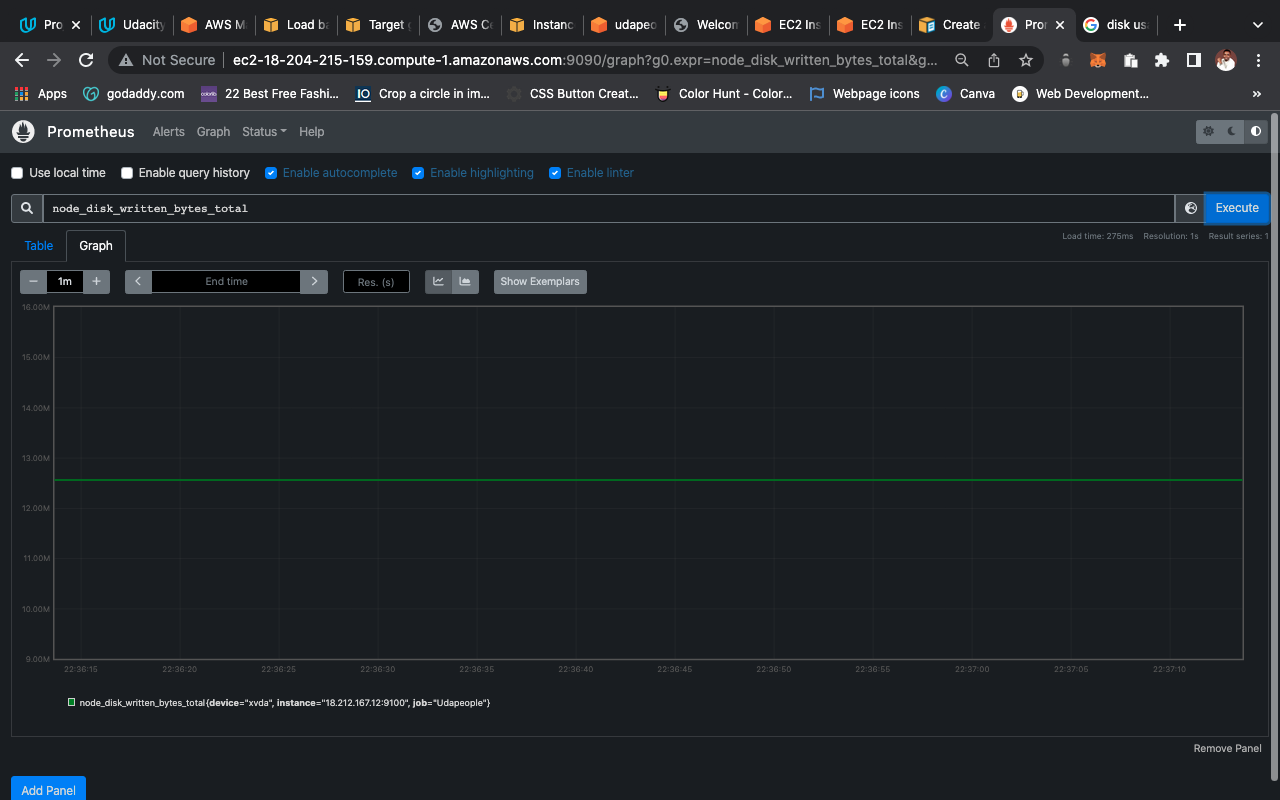 Pro
Udacity
AWS M
Load ba
Target g
AWS Ce
Instanc
udapeo
Welcom
EC2 Ins
EC2 Ins
Create
Pro
disk us
Not Secure
ec2-18-204-215-159.compute-1.amazonaws.com:9090/graph?g0.expr=node_disk_written_bytes_total&g...
Apps
godaddy.com
colorlib
22 Best Free Fashi...
IO
Crop a circle in im...
CSS Button Creat...
Color Hunt - Color...
Webpage icons
C
Canva
Web Development...
»
Prometheus
Alerts
Graph
Status
Help
Use local time
Enable query history
Enable autocomplete
Enable highlighting
Enable linter
node_disk_written_bytes_total
Execute
Table
Graph
Load time: 275ms
Resolution: 1s
Result series: 1
−
1m
+
End time
Res. (s)
Show Exemplars
16.00M
15.00M
14.00M
13.00M
12.00M
11.00M
10.00M
9.00M
22:36:15
22:36:20
22:36:25
22:36:30
22:36:35
22:36:40
22:36:45
22:36:50
22:36:55
22:37:00
22:37:05
22:37:10
node_disk_written_bytes_total{device="xvda", instance="18.212.167.12:9100", job="Udapeople"}
Remove Panel
Add Panel